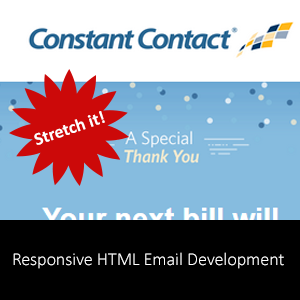 Constant Contact®
Stretch it!
A Special
Thank You
Your next bill will
Responsive HTML Email Development